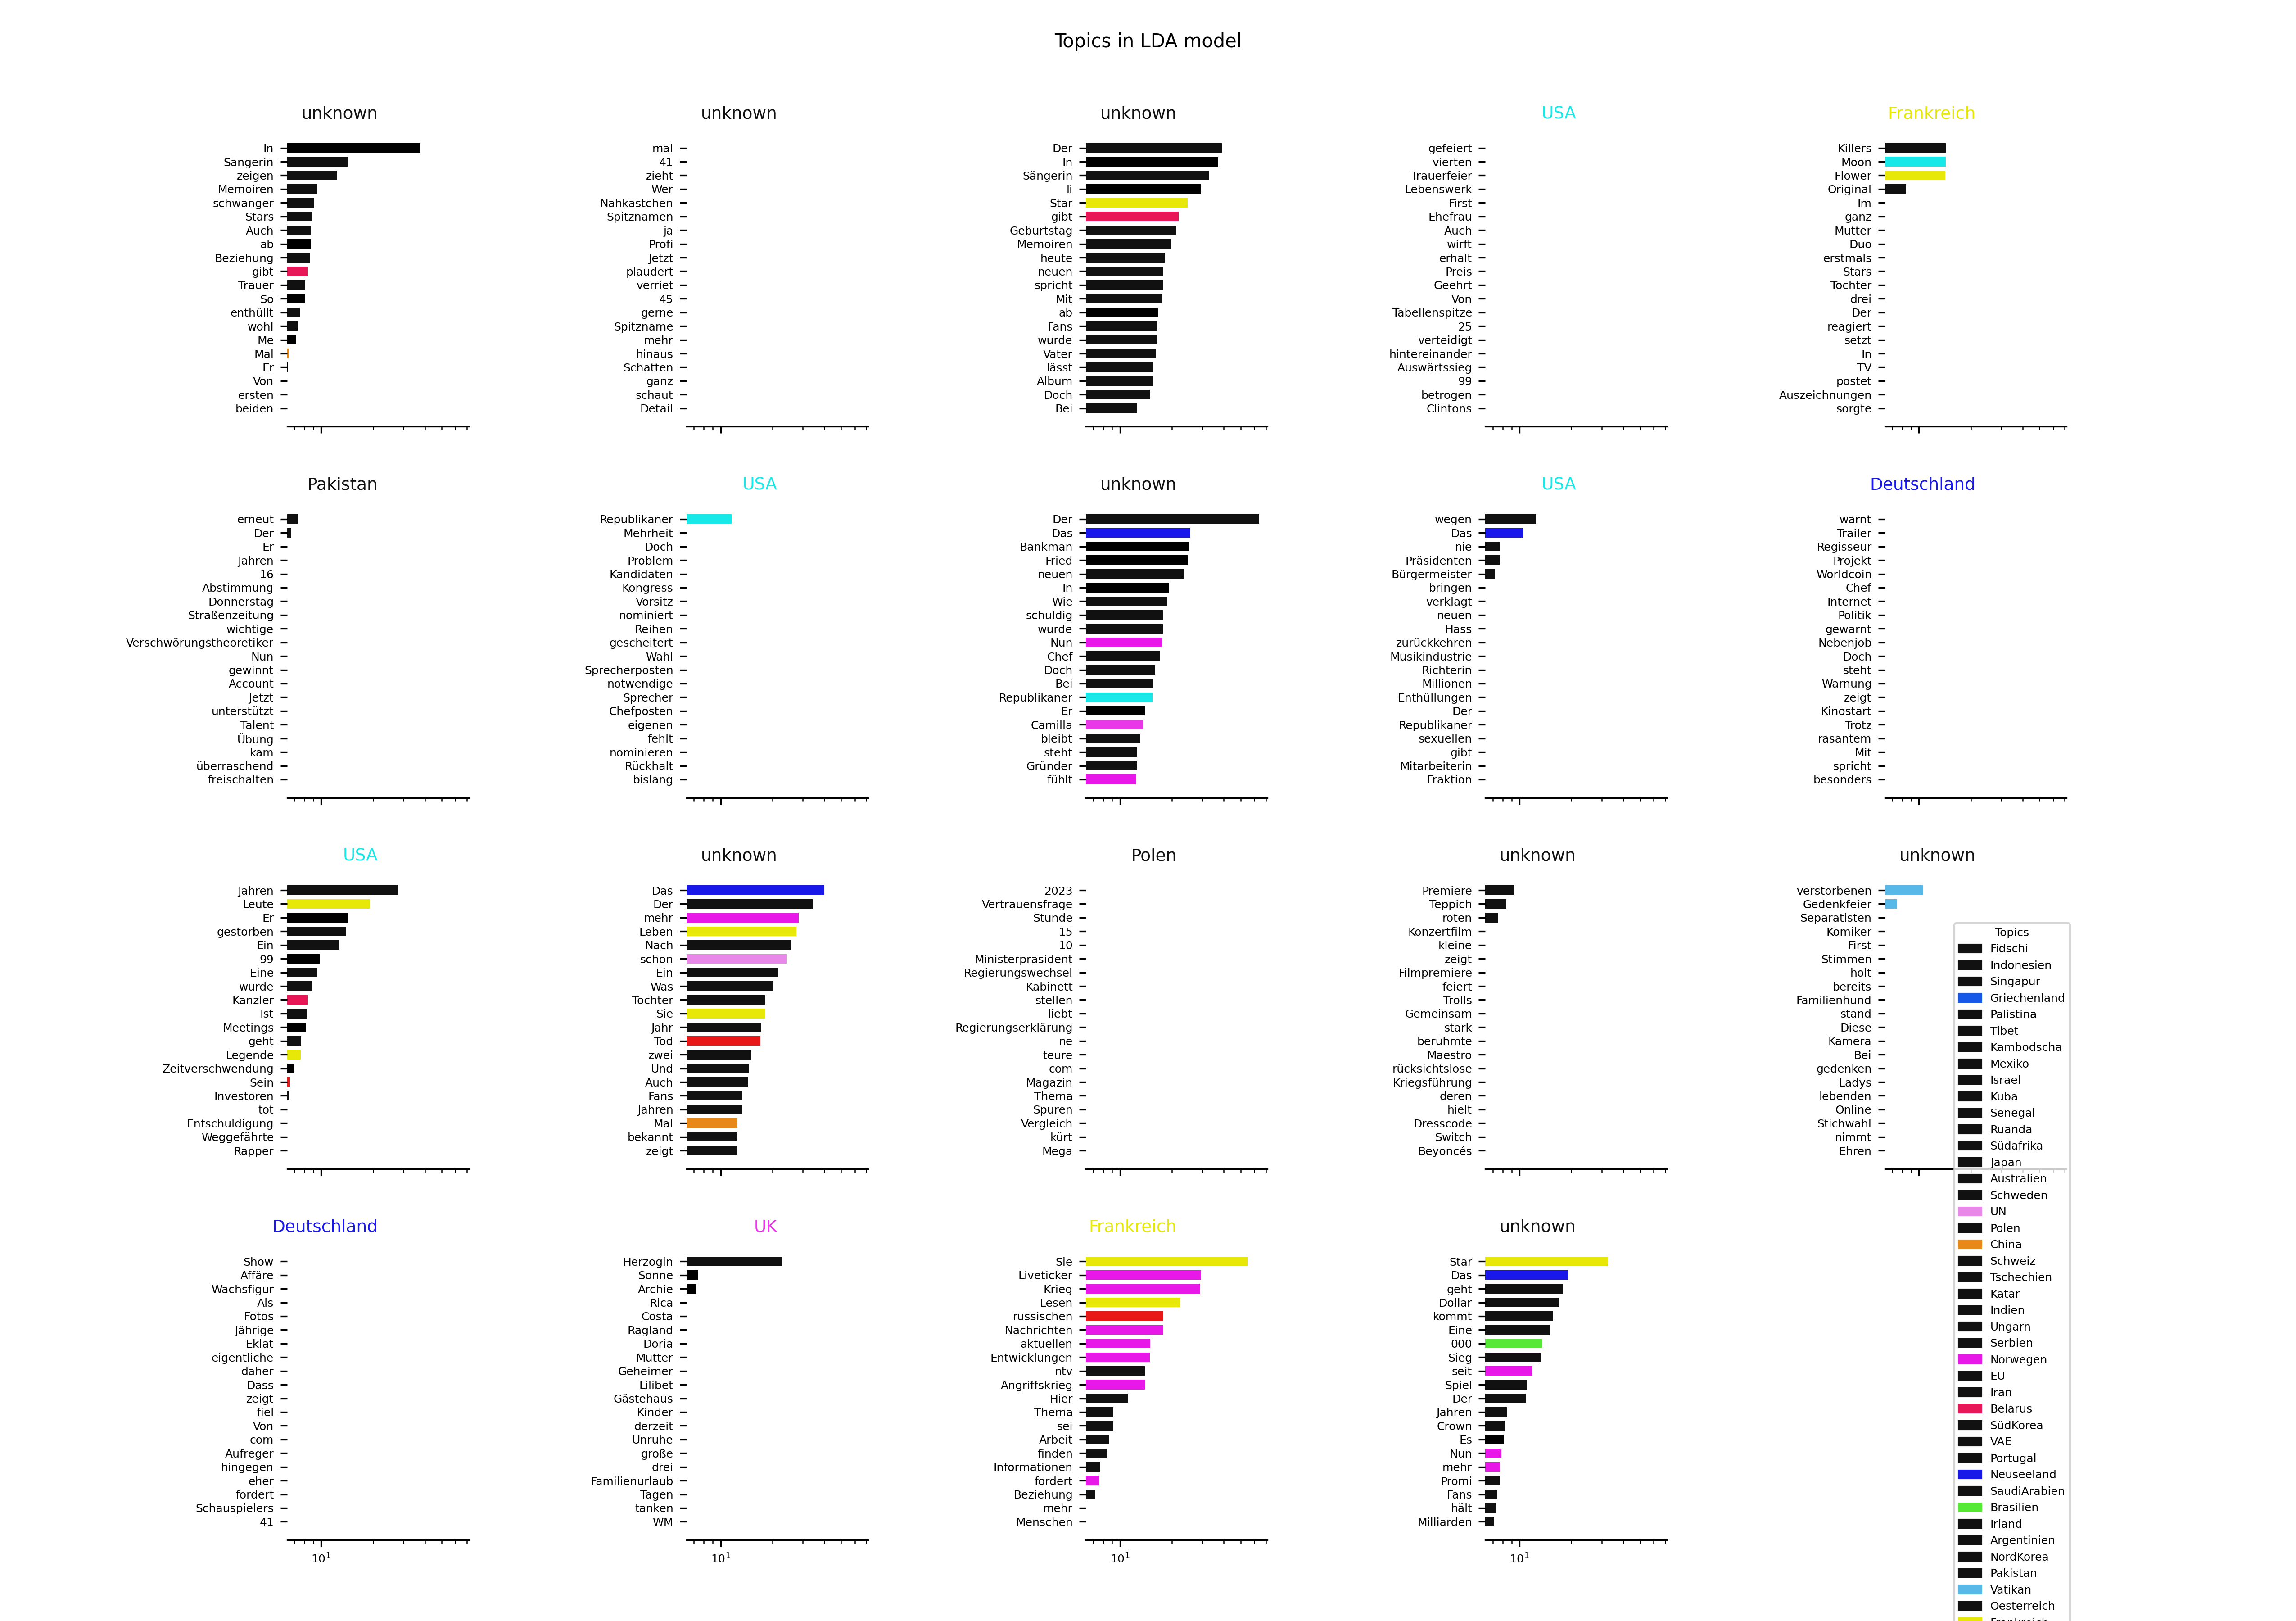 Topics in LDA model
unknown
In
Sängerin
zeigen
Memoiren
schwanger
Stars
Auch
ab
Beziehung
gibt
Trauer
So
enthüllt
wohl
Me
Mal
Er
Von
ersten
beiden
unknown
mal
41
zieht
Wer
Nähkästchen
Spitznamen
ja
Profi
Jetzt
plaudert
verriet
45
gerne
Spitzname
mehr
hinaus
Schatten
ganz
schaut
Detail
unknown
Der
In
Sängerin
li
Star
gibt
Geburtstag
Memoiren
heute
neuen
spricht
Mit
ab
Fans
wurde
Vater
lässt
Album
Doch
Bei
USA
gefeiert
vierten
Trauerfeier
Lebenswerk
First
Ehefrau
Auch
wirft
erhält
Preis
Geehrt
Von
Tabellenspitze
25
verteidigt
hintereinander
Auswärtssieg
99
betrogen
Clintons
Frankreich
Killers
Moon
Flower
Original
Im
ganz
Mutter
Duo
erstmals
Stars
Tochter
drei
Der
reagiert
setzt
In
TV
postet
Auszeichnungen
sorgte
Pakistan
erneut
Der
Er
Jahren
16
Abstimmung
Donnerstag
Straßenzeitung
wichtige
Verschwörungstheoretiker
Nun
gewinnt
Account
Jetzt
unterstützt
Talent
Übung
kam
überraschend
freischalten
USA
Republikaner
Mehrheit
Doch
Problem
Kandidaten
Kongress
Vorsitz
nominiert
Reihen
gescheitert
Wahl
Sprecherposten
notwendige
Sprecher
Chefposten
eigenen
fehlt
nominieren
Rückhalt
bislang
unknown
Der
Das
Bankman
Fried
neuen
In
Wie
schuldig
wurde
Nun
Chef
Doch
Bei
Republikaner
Er
Camilla
bleibt
steht
Gründer
fühlt
USA
wegen
Das
nie
Präsidenten
Bürgermeister
bringen
verklagt
neuen
Hass
zurückkehren
Musikindustrie
Richterin
Millionen
Enthüllungen
Der
Republikaner
sexuellen
gibt
Mitarbeiterin
Fraktion
Deutschland
warnt
Trailer
Regisseur
Projekt
Worldcoin
Chef
Internet
Politik
gewarnt
Nebenjob
Doch
steht
Warnung
zeigt
Kinostart
Trotz
rasantem
Mit
spricht
besonders
USA
Jahren
Leute
Er
gestorben
Ein
99
Eine
wurde
Kanzler
Ist
Meetings
geht
Legende
Zeitverschwendung
Sein
Investoren
tot
Entschuldigung
Weggefährte
Rapper
unknown
Das
Der
mehr
Leben
Nach
schon
Ein
Was
Tochter
Sie
Jahr
Tod
zwei
Und
Auch
Fans
Jahren
Mal
bekannt
zeigt
Polen
2023
Vertrauensfrage
Stunde
15
10
Ministerpräsident
Regierungswechsel
Kabinett
stellen
liebt
Regierungserklärung
ne
teure
com
Magazin
Thema
Spuren
Vergleich
kürt
Mega
unknown
Premiere
Teppich
roten
Konzertfilm
kleine
zeigt
Filmpremiere
feiert
Trolls
Gemeinsam
stark
berühmte
Maestro
rücksichtslose
Kriegsführung
deren
hielt
Dresscode
Switch
Beyoncés
unknown
verstorbenen
Gedenkfeier
Separatisten
Komiker
First
Stimmen
holt
bereits
Familienhund
stand
Diese
Kamera
Bei
gedenken
Ladys
lebenden
Online
Stichwahl
nimmt
Ehren
Deutschland
Show
Affäre
Wachsfigur
Als
Fotos
Jährige
Eklat
eigentliche
daher
Dass
zeigt
fiel
Von
com
Aufreger
hingegen
eher
fordert
Schauspielers
41
10¹
UK
Herzogin
Sonne
Archie
Rica
Costa
Ragland
Doria
Mutter
Geheimer
Lilibet
Gästehaus
Kinder
derzeit
Unruhe
große
drei
Familienurlaub
Tagen
tanken
WM
10¹
Frankreich
Sie
Liveticker
Krieg
Lesen
russischen
Nachrichten
aktuellen
Entwicklungen
ntv
Angriffskrieg
Hier
Thema
sei
Arbeit
finden
Informationen
fordert
Beziehung
mehr
Menschen
10¹
unknown
Star
Das
geht
Dollar
kommt
Eine
000
Sieg
seit
Spiel
Der
Jahren
Crown
Es
Nun
mehr
Promi
Fans
hält
Milliarden
10¹
Topics
Fidschi
Indonesien
Singapur
Griechenland
Palistina
Tibet
Kambodscha
Mexiko
Israel
Kuba
Senegal
Ruanda
Südafrika
Japan
Australien
Schweden
UN
Polen
China
Schweiz
Tschechien
Katar
Indien
Ungarn
Serbien
Norwegen
EU
Iran
Belarus
SüdKorea
VAE
Portugal
Neuseeland
SaudiArabien
Brasilien
Irland
Argentinien
NordKorea
Pakistan
Vatikan
Oesterreich